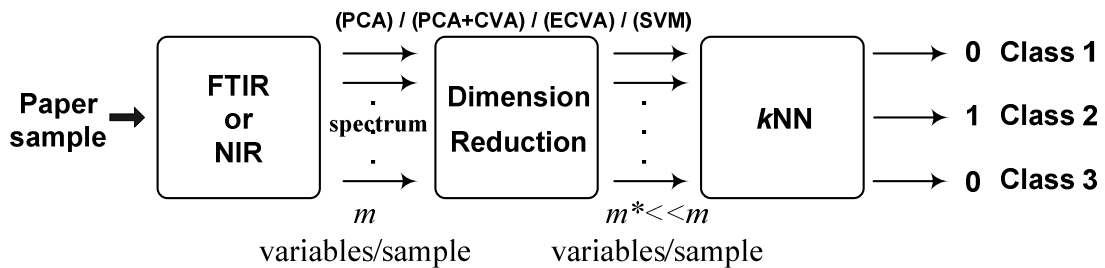 (PCA) / (PCA+CVA) / (ECVA) / (SVM)
Paper
sample
FTIR
or
NIR
spectrum
m
variables/sample
Dimension
Reduction
m*<<m
variables/sample
kNN
0 Class 1
1 Class 2
0 Class 3